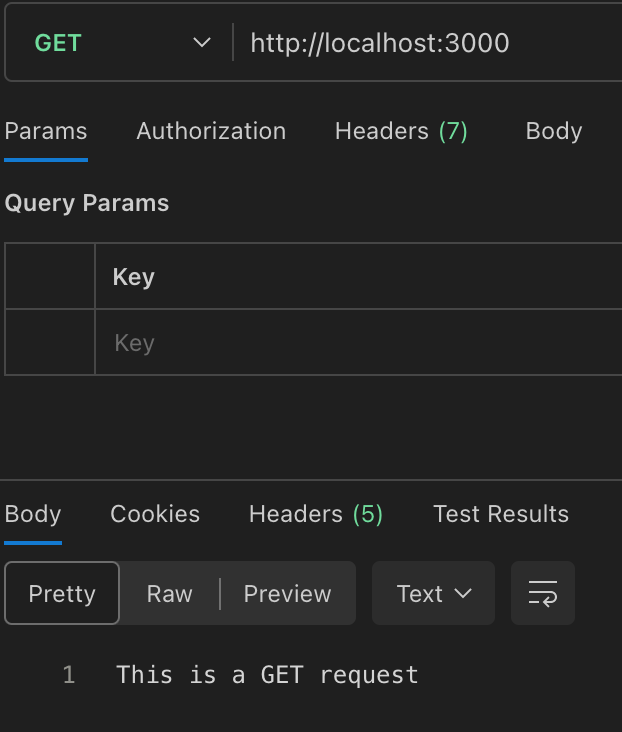 GET http://localhost:3000
Params Authorization Headers (7) Body
Query Params
Key
Key
Body Cookies Headers (5) Test Results
Pretty Raw Preview Text
1 This is a GET request